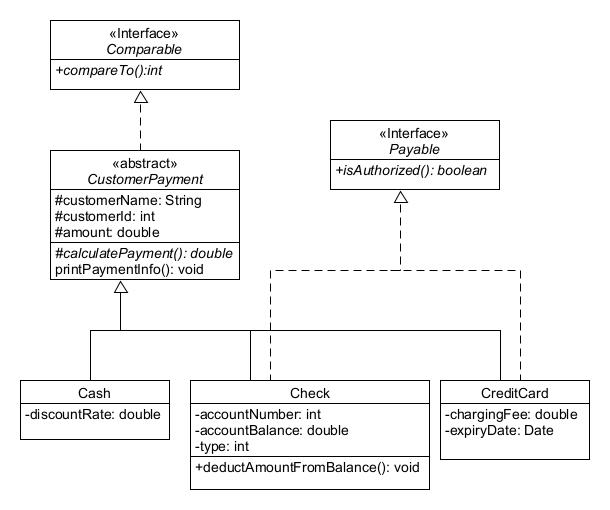 «Interface»
Comparable
+compareTo():int
«Interface»
Payable
+isAuthorized(): boolean
«abstract»
CustomerPayment
#customerName: String
#customerId: int
#amount: double
#calculatePayment(): double
printPaymentInfo(): void
Cash
-discountRate: double
Check
-accountNumber: int
-accountBalance: double
-type: int
+deductAmountFromBalance(): void
CreditCard
-chargingFee: double
-expiryDate: Date